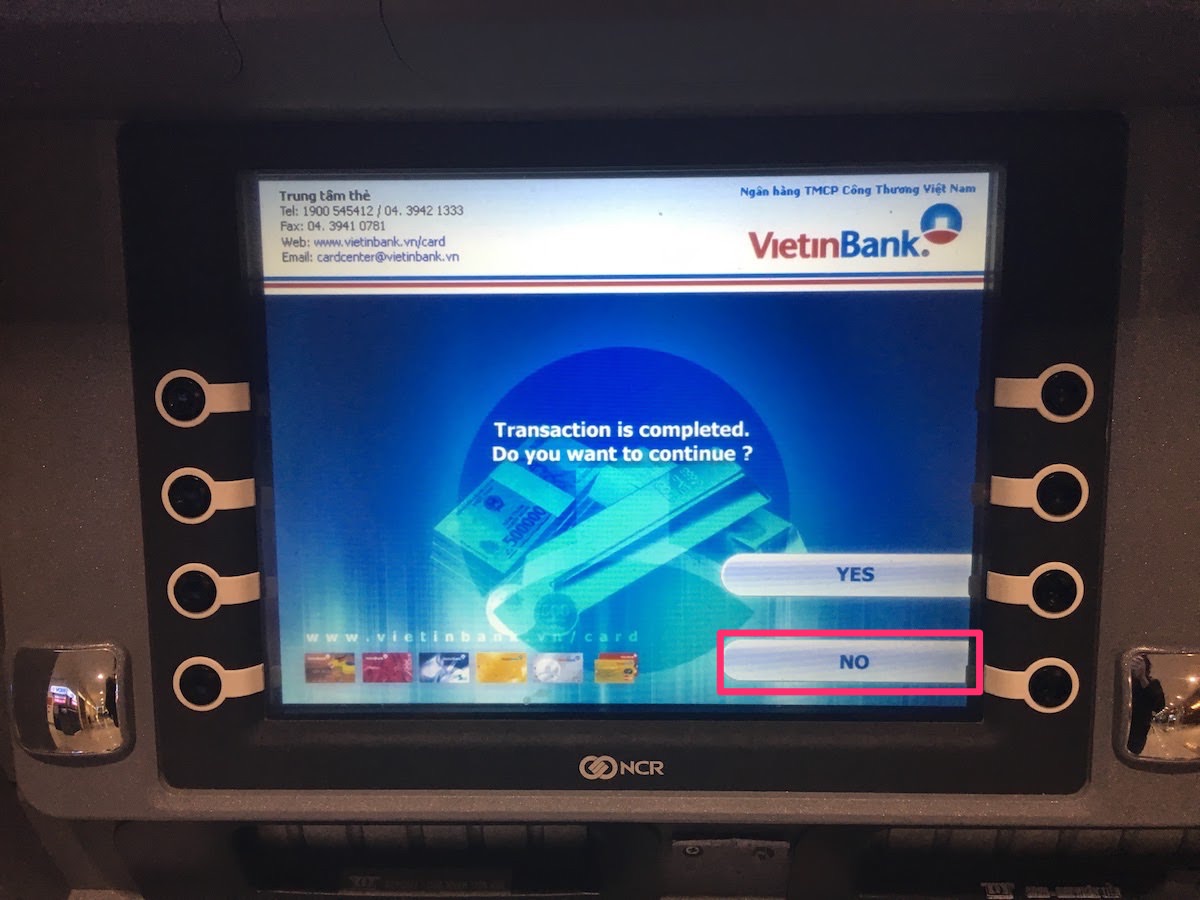 Trung tâm thẻ
Tel: 1900 545412 / 04. 3942 1333
Fax: 04. 3941 0781
Web: www.vietinbank.vn/card
Email: cardcenter@vietinbank.vn
Ngân hàng TMCP Công Thương Việt Nam
VietinBank
Transaction is completed.
Do you want to continue ?
500000
YES
www.vietinbank.vn/card
NO
NCR